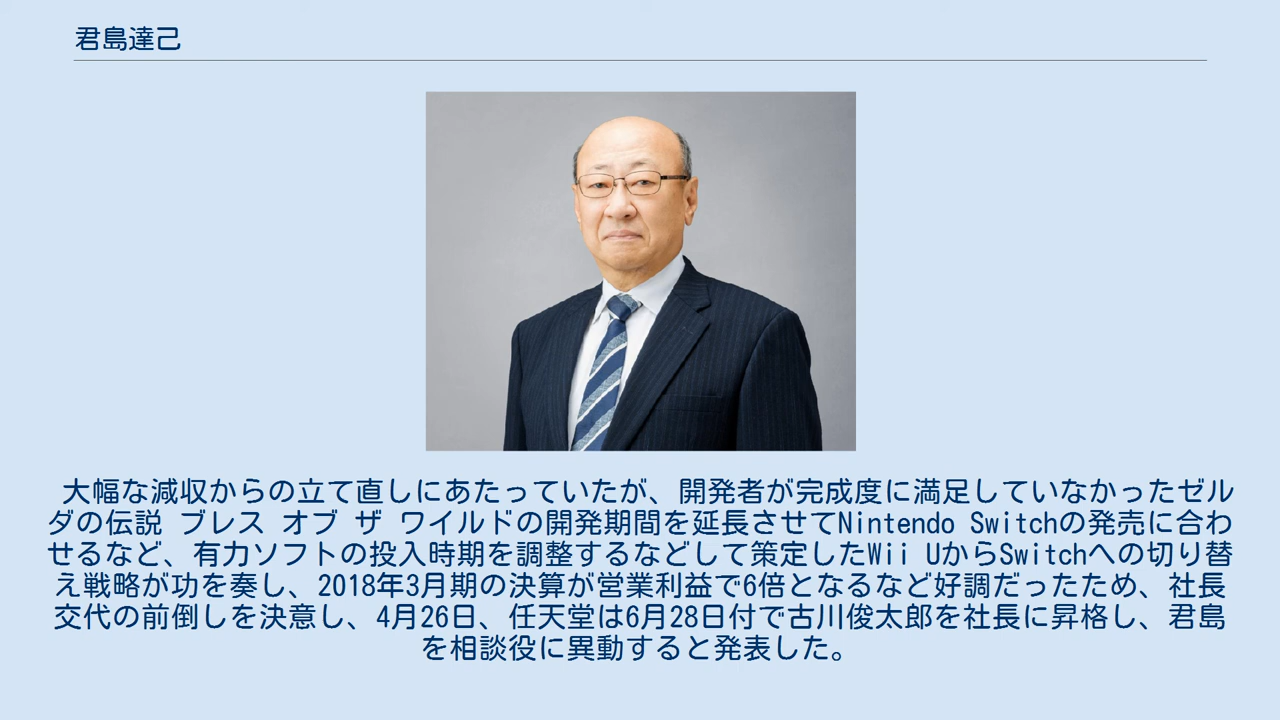 君島達己
大幅な減収からの立て直しにあたっていたが、開発者が完成度に満足していなかったゼル
ダの伝説 ブレス オブ ザ ワイルドの開発期間を延長させてNintendo Switchの発売に合わ
せるなど、有力ソフトの投入時期を調整するなどして策定したWii UからSwitchへの切り替
え戦略が功を奏し、2018年3月期の決算が営業利益で6倍となるなど好調だったため、社長
交代の前倒しを決意し、4月26日、任天堂は6月28日付で古川俊太郎を社長に昇格し、君島
を相談役に異動すると発表した。